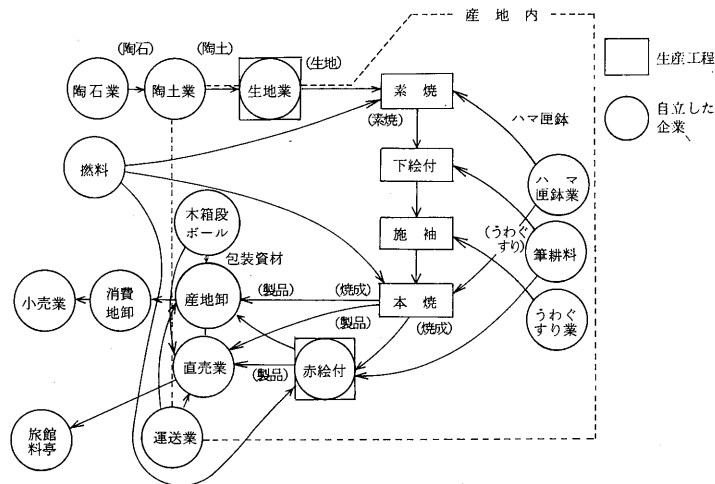 産地内
(陶石)
(陶土)
(生地)
陶石業
陶土業
生地業
素焼
生産工程
(素焼)
ハマ匣鉢
自立した
企業
撚料
下絵付
ハマ
匣鉢業
木箱段
ボール
施袖
(うわぐ
すり)
筆耕料
包装資材
小売業
消費
地卸
産地卸
(製品)
(焼成)
本焼
うわぐ
すり業
(製品)
(焼成)
直売業
(製品)
赤絵付
旅館
料亭
運送業